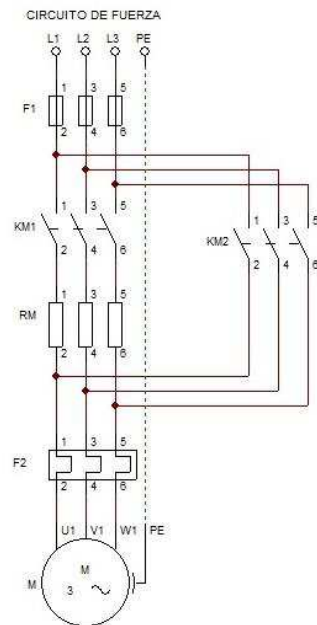 CIRCUITO DE FUERZA
L1 L2 L3 PE
1 3 5
F1
2 4 6
1 3 5
KM1
2 4 6
1 3 5
KM2
2 4 6
1 3 5
RM
2 4 6
1 3 5
F2
2 4 6
U1 V1 W1 PE
M
M
3